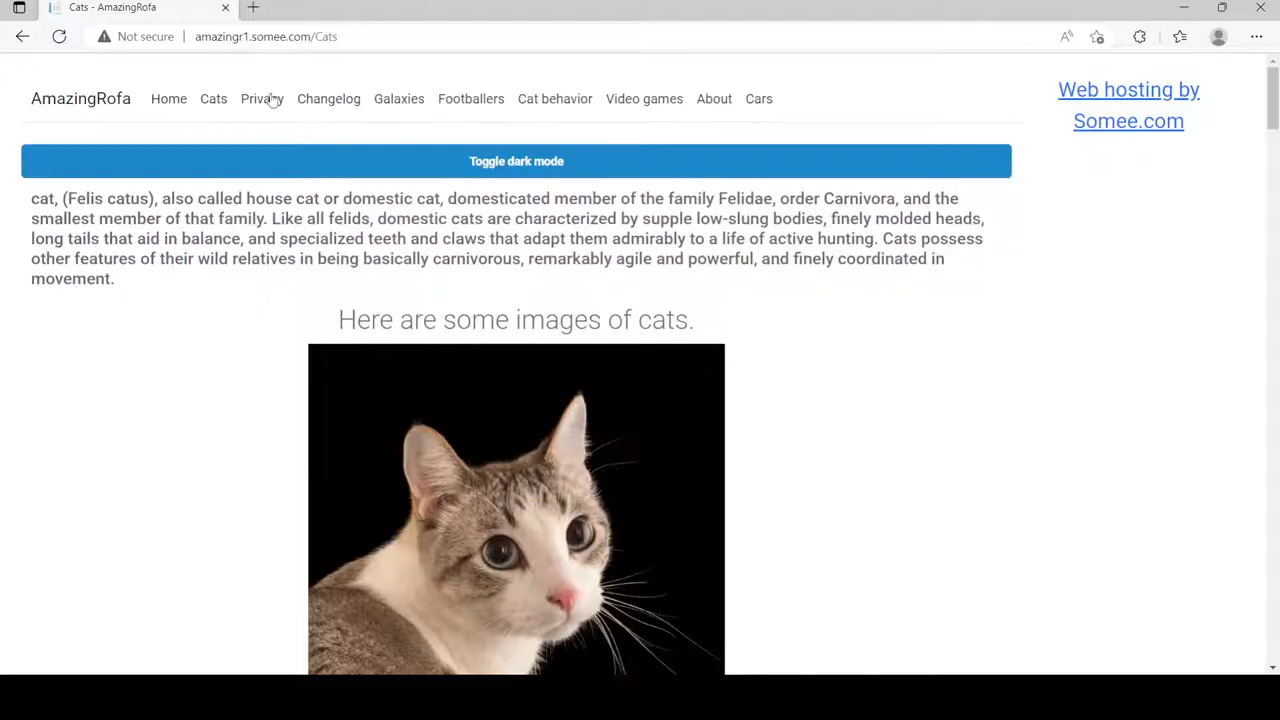 Cats - AmazingRofa
Not secure
amazingr1.somee.com/Cats
AmazingRofa Home Cats Privacy Changelog Galaxies Footballers Cat behavior Video games About Cars
Web hosting by
Somee.com
Toggle dark mode
cat, (Felis catus), also called house cat or domestic cat, domesticated member of the family Felidae, order Carnivora, and the
smallest member of that family. Like all felids, domestic cats are characterized by supple low-slung bodies, finely molded heads,
long tails that aid in balance, and specialized teeth and claws that adapt them admirably to a life of active hunting. Cats possess
other features of their wild relatives in being basically carnivorous, remarkably agile and powerful, and finely coordinated in
movement.
Here are some images of cats.